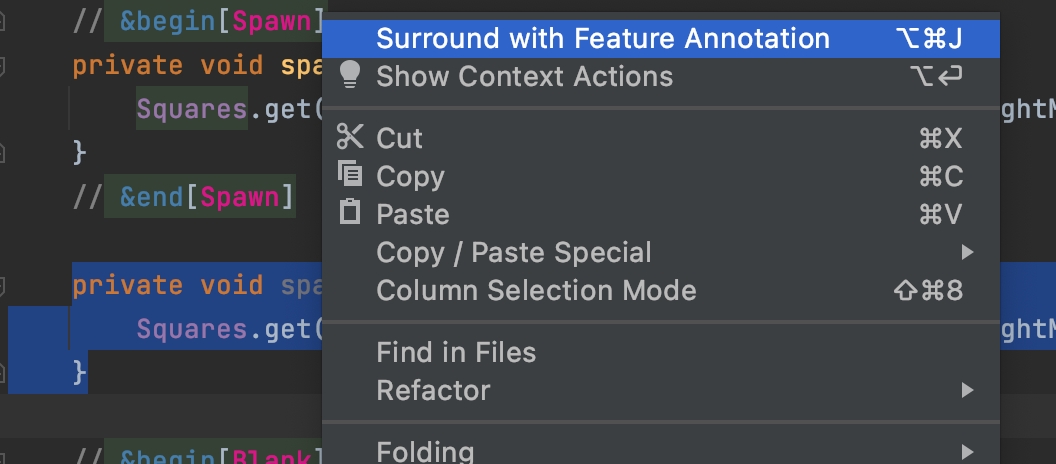 // &begin[Spawn]
private void spa
Squares.get(
}
// &end[Spawn]
private void spa
Squares.get(
}
// &begin[Blank]
Surround with Feature Annotation ⌥⌘J
Show Context Actions ⌥⏎
Cut ⌘X
Copy ⌘C
Paste ⌘V
Copy / Paste Special
Column Selection Mode ⇧⌘8
Find in Files
Refactor
Folding
ghtM
ghtM